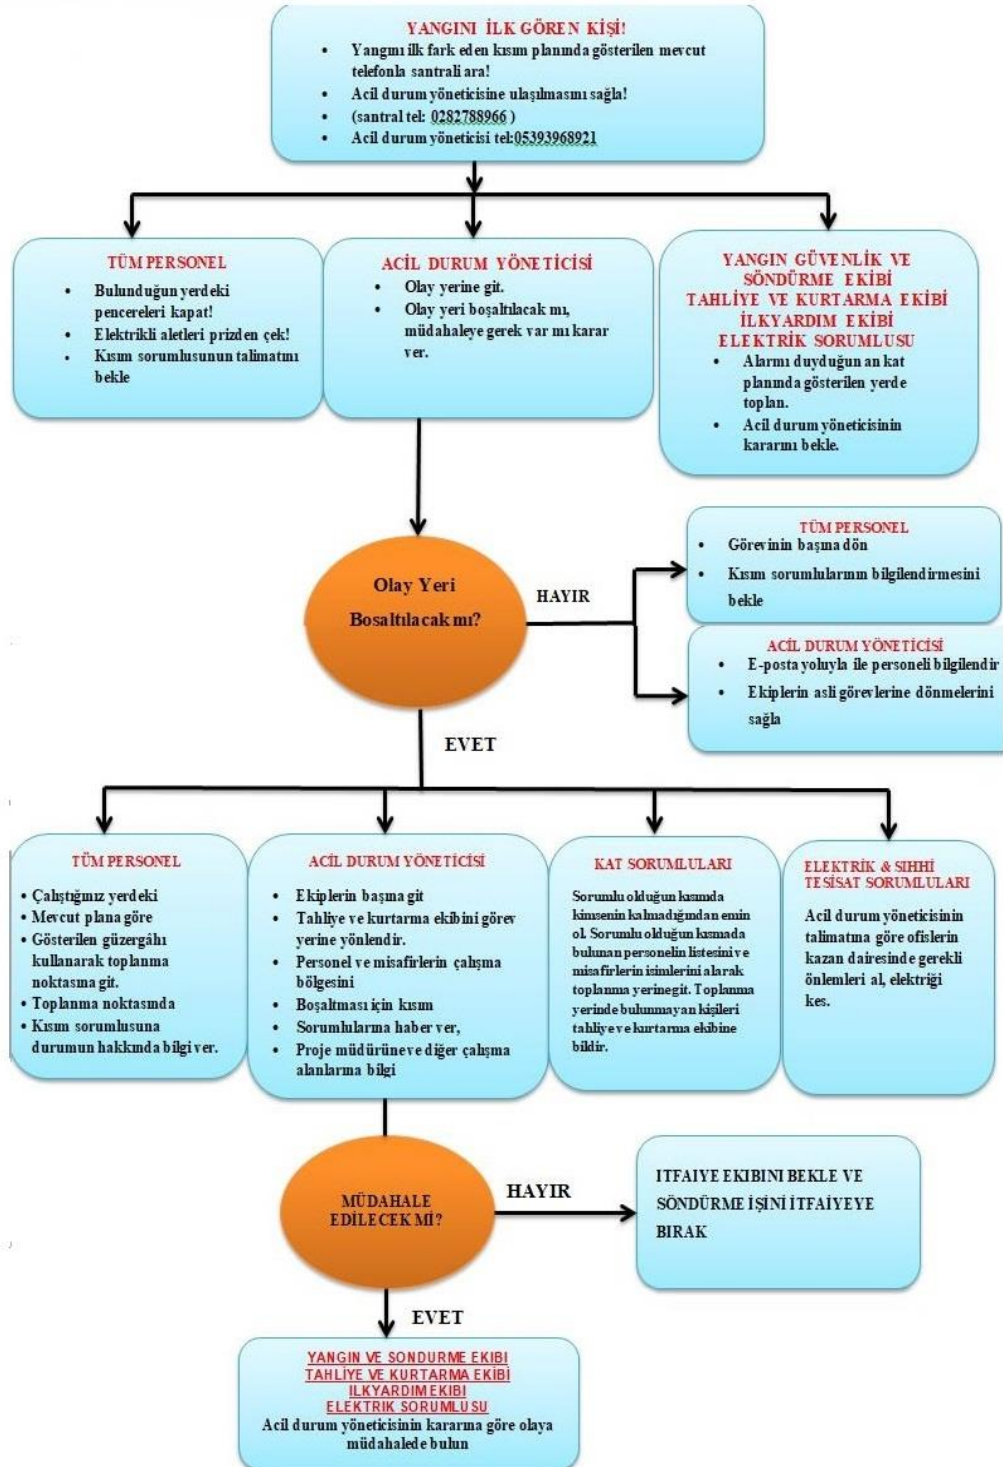 YANGINI İLK GÖREN KİŞİ!
• Yangını ilk fark eden kısım planında gösterilen mevcut
telefonla santrali ara!
• Acil durum yöneticisine ulaşılmasını sağla!
• (santral tel: 0282788966 )
• Acil durum yöneticisi tel:05393968921
TÜM PERSONEL
• Bulunduğun yerdeki
pencereleri kapat!
• Elektrikli aletleri prizden çek!
• Kısım sorumlusunun talimatını
bekle
ACİL DURUM YÖNETİCİSİ
• Olay yerine git.
• Olay yeri boşaltılacak mı,
müdahaleye gerek var mı karar
ver.
YANGIN GÜVENLİK VE
SÖNDÜRME EKİBİ
TAHLİYE VE KURTARMA EKİBİ
İLKYARDIM EKİBİ
ELEKTRİK SORUMLUSU
• Alarmı duyduğun an kat
planında gösterilen yerde
toplan.
• Acil durum yöneticisinin
kararını bekle.
Olay Yeri
Bosaltılacak mı?
HAYIR
TÜM PERSONEL
• Görevinin başına dön
• Kısım sorumlularının bilgilendirmesini
bekle
ACİL DURUM YÖNETİCİSİ
• E-posta yoluyla ile personeli bilgilendir
• Ekiplerin asli görevlerine dönmelerini
sağla
EVET
TÜM PERSONEL
• Çalıştığınız yerdeki
• Mevcut plana göre
• Gösterilen güzergâhı
kullanarak toplanma
noktasına git.
• Toplanma noktasında
• Kısım sorumlusuna
durumun hakkında bilgi ver.
ACİL DURUM YÖNETİCİSİ
• Ekiplerin başına git
• Tahliye ve kurtarma ekibini görev
yerine yönlendir.
• Personel ve misafirlerin çalışma
bölgesini
• Boşaltması için kısım
• Sorumlularına haber ver,
• Proje müdürüne ve diğer çalışma
alanlarına bilgi
KAT SORUMLULARI
Sorumlu olduğun kısımda
kimsenin kalmadığından emin
ol. Sorumlu olduğun kısmada
bulunan personelin listesini ve
misafirlerin isimlerini alarak
toplanma yerine git. Toplanma
yerinde bulunmayan kişileri
tahliye ve kurtarma ekibine
bildir.
ELEKTRİK & SIHHİ
TESİSAT SORUMLULARI
Acil durum yöneticisinin
talimatına göre ofislerin
kazan dairesinde gerekli
önlemleri al, elektriği
kes.
MÜDAHALE
EDİLECEK Mİ?
HAYIR
ITFAIYE EKIBINI BEKLE VE
SÖNDÜRME İŞİNİ İTFAİYEYE
BIRAK
EVET
YANGIN VE SONDURME EKIBI
TAHLİYE VE KURTARMA EKİBİ
ILKYARDIM EKIBI
ELEKTRIK SORUMLUSU
Acil durum yöneticisinin kararına göre olaya
müdahalede bulun